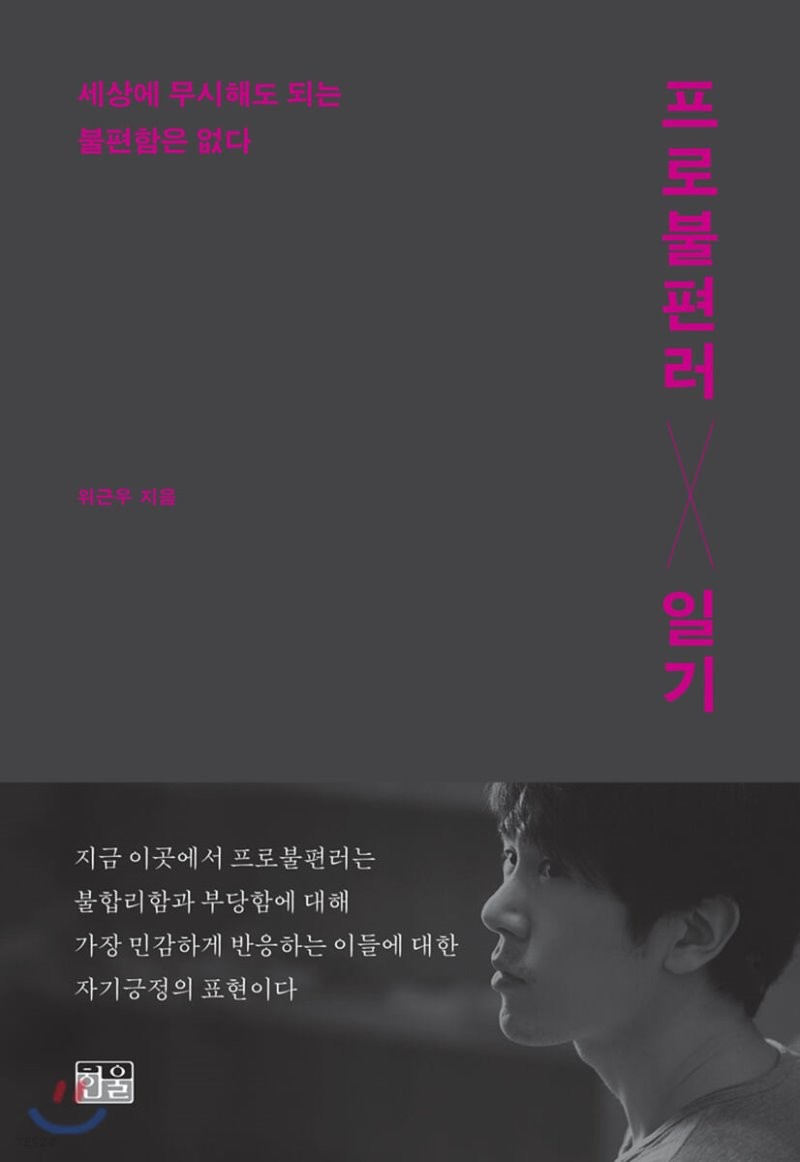 세상에 무시해도 되는
불편함은 없다
프로불편러
일기
위근우 지음
지금 이곳에서 프로불편러는
불합리함과 부당함에 대해
가장 민감하게 반응하는 이들에 대한
자기긍정의 표현이다
한울